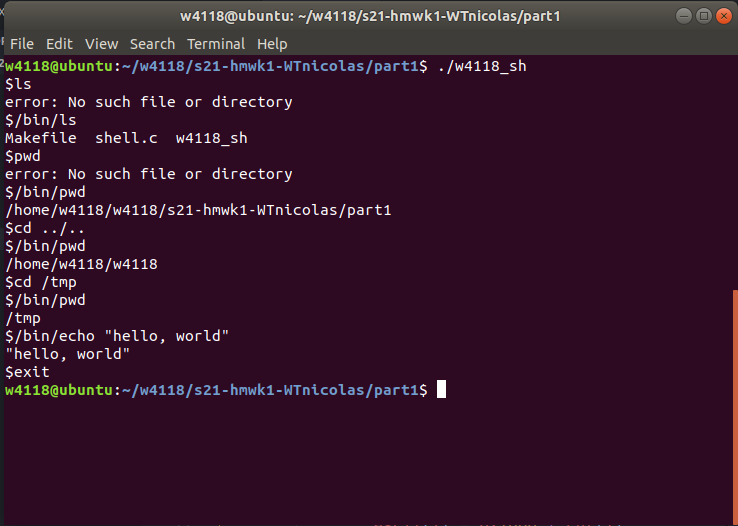 w4118@ubuntu: ~/w4118/s21-hmwk1-WTnicolas/part1
File Edit View Search Terminal Help
w4118@ubuntu:~/w4118/s21-hmwk1-WTnicolas/part1$ ./w4118_sh
$ls
error: No such file or directory
$/bin/ls
Makefile  shell.c  w4118_sh
$pwd
error: No such file or directory
$/bin/pwd
/home/w4118/w4118/s21-hmwk1-WTnicolas/part1
$cd ../..
$/bin/pwd
/home/w4118/w4118
$cd /tmp
$/bin/pwd
/tmp
$/bin/echo "hello, world"
"hello, world"
$exit
w4118@ubuntu:~/w4118/s21-hmwk1-WTnicolas/part1$